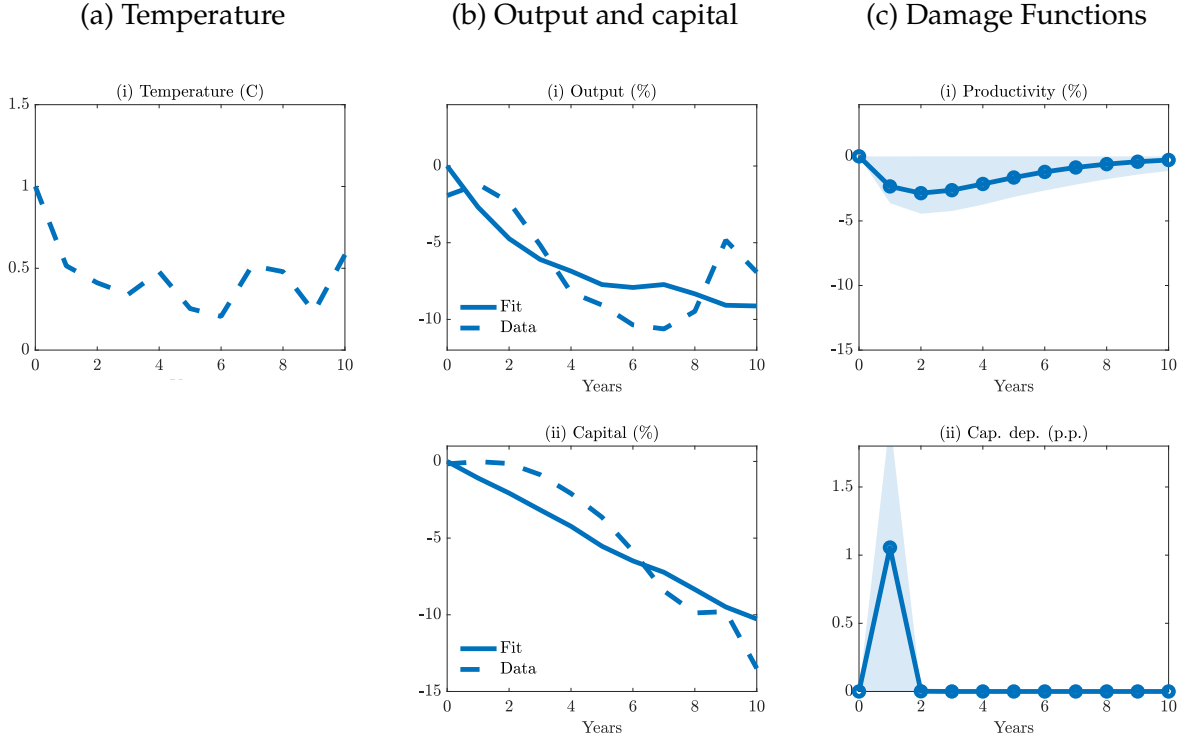 (a) Temperature
(b) Output and capital
(c) Damage Functions
(i) Temperature (C)
1.5
1
0.5
0
0 2 4 6 8 10
(i) Output (%)
0
-5
-10
Fit
Data
0 2 4 6 8 10
Years
(i) Productivity (%)
0
-5
-10
-15
0 2 4 6 8 10
Years
(ii) Capital (%)
0
-5
-10
-15
Fit
Data
0 2 4 6 8 10
Years
(ii) Cap. dep. (p.p.)
1.5
1
0.5
0
0 2 4 6 8 10
Years